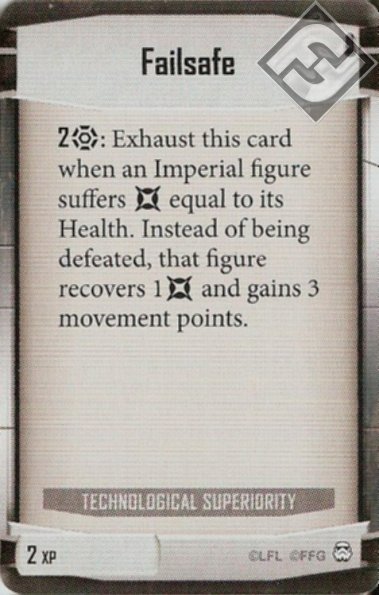 Failsafe
2: Exhaust this card
when an Imperial figure
suffers equal to its
Health. Instead of being
defeated, that figure
recovers 1 and gains 3
movement points.
TECHNOLOGICAL SUPERIORITY
2 XP
©LFL ©FFG